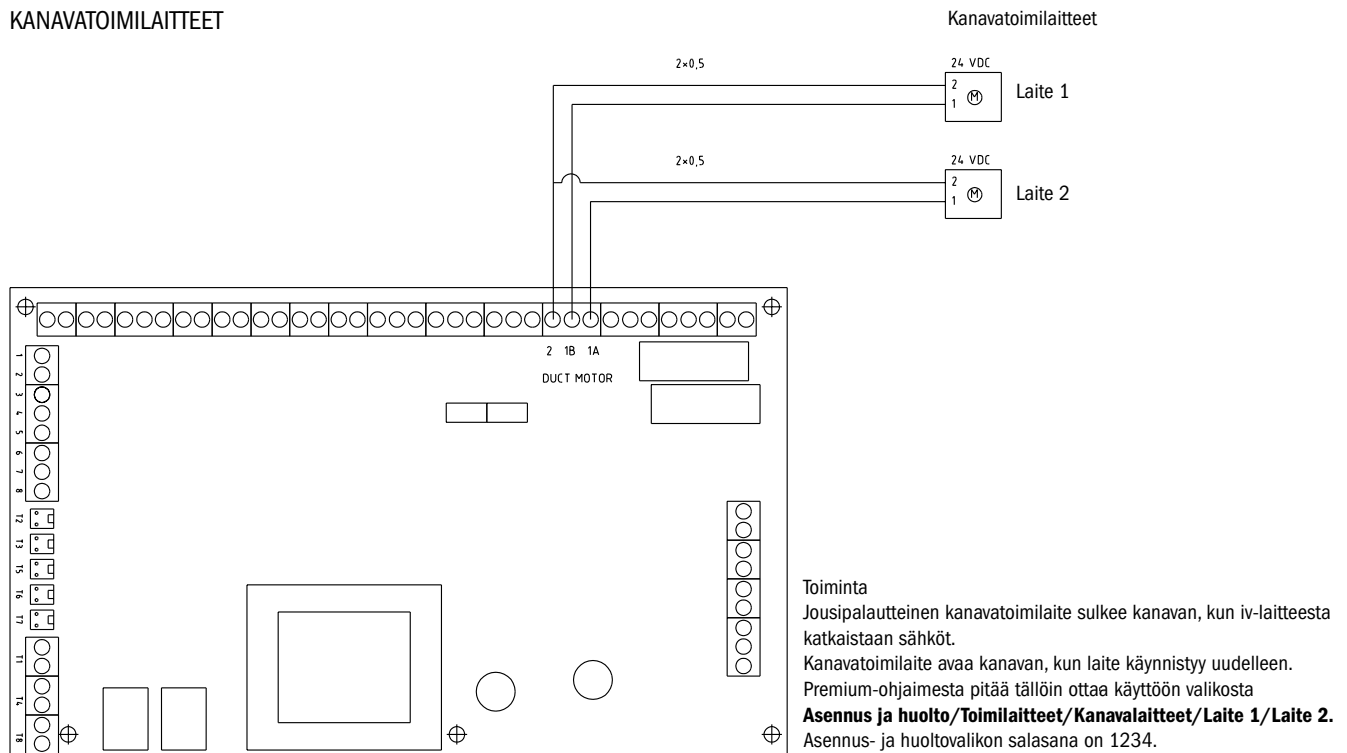 KANAVATOIMILAITTEET
Kanavatoimilaitteet
2×0,5
24 VDC
2
1
M
Laite 1
2×0,5
24 VDC
2
1
M
Laite 2
2 1B 1A
DUCT MOTOR
1
2
3
4
5
6
7
8
T2
T3
T5
T6
T7
T1
T4
T8
Toiminta
Jousipalautteinen kanavatoimilaite sulkee kanavan, kun iv-laitteesta
katkaistaan sähköt.
Kanavatoimilaite avaa kanavan, kun laite käynnistyy uudelleen.
Premium-ohjaimesta pitää tällöin ottaa käyttöön valikosta
Asennus ja huolto/Toimilaitteet/Kanavalaitteet/Laite 1/Laite 2.
Asennus- ja huoltovalikon salasana on 1234.